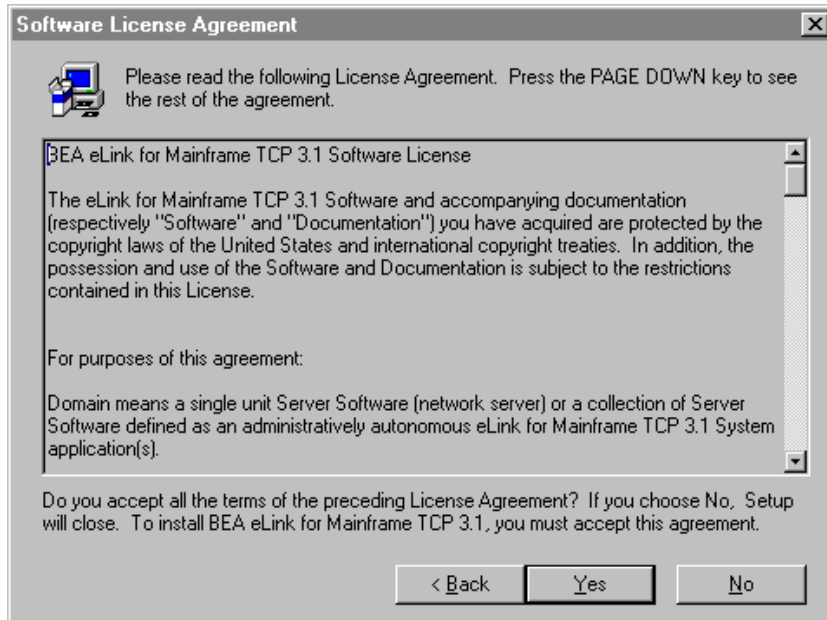 Software License Agreement
Please read the following License Agreement.  Press the PAGE DOWN key to see
the rest of the agreement.
BEA eLink for Mainframe TCP 3.1 Software License
The eLink for Mainframe TCP 3.1 Software and accompanying documentation
(respectively "Software" and "Documentation") you have acquired are protected by the
copyright laws of the United States and international copyright treaties.  In addition, the
possession and use of the Software and Documentation is subject to the restrictions
contained in this License.
For purposes of this agreement:
Domain means a single unit Server Software (network server) or a collection of Server
Software defined as an administratively autonomous eLink for Mainframe TCP 3.1 System
application(s).
Do you accept all the terms of the preceding License Agreement?  If you choose No,  Setup
will close.  To install BEA eLink for Mainframe TCP 3.1, you must accept this agreement.
< Back Yes No